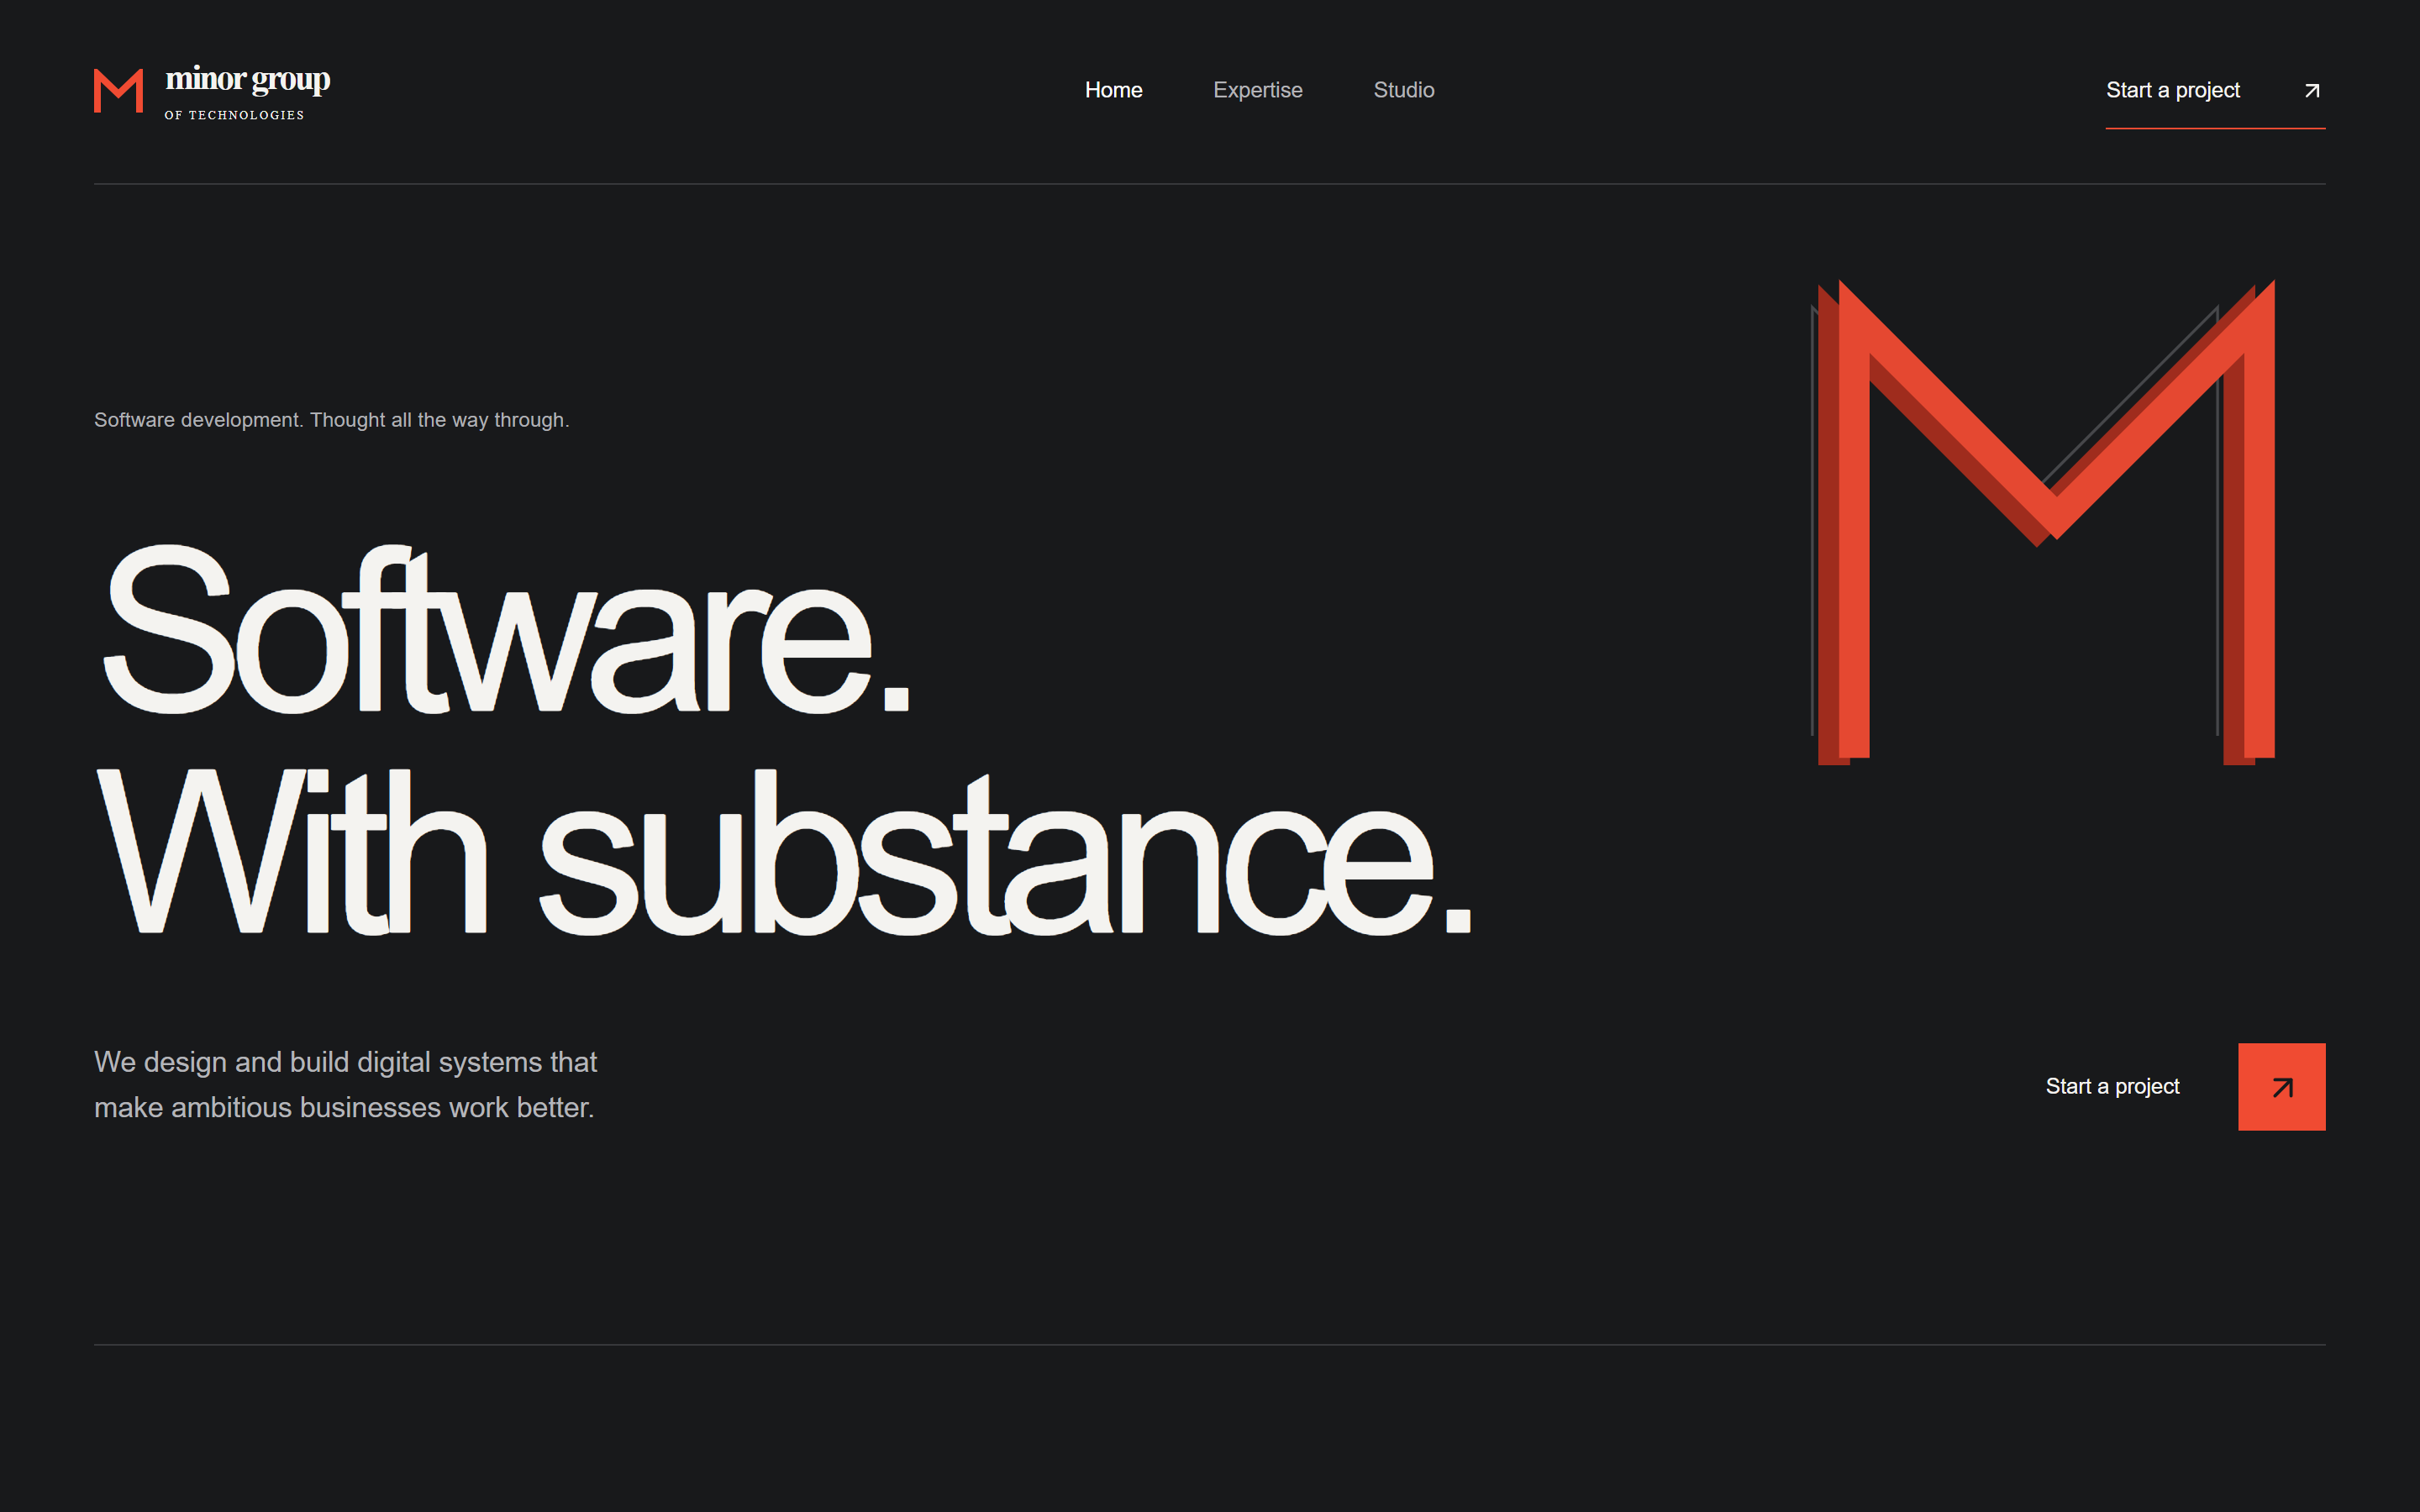 minor group
OF TECHNOLOGIES
Home
Expertise
Studio
Start a project
Software development. Thought all the way through.
Software.
With substance.
We design and build digital systems that
make ambitious businesses work better.
Start a project